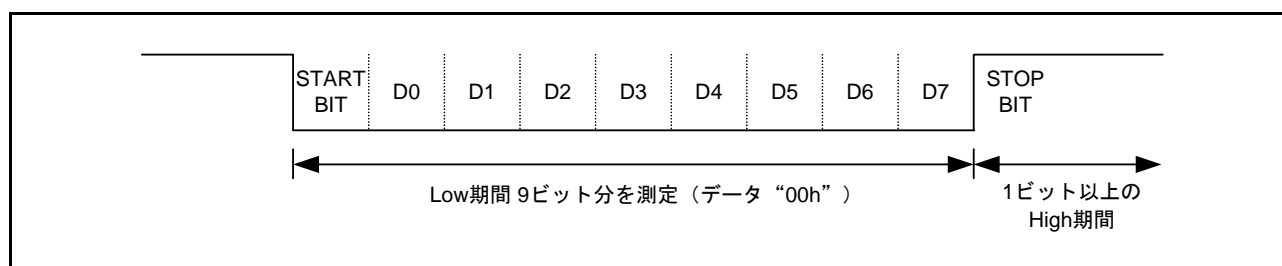 START
BIT
D0
D1
D2
D3
D4
D5
D6
D7
STOP
BIT
Low期間 9ビット分を測定（データ“00h”）
1ビット以上の
High期間